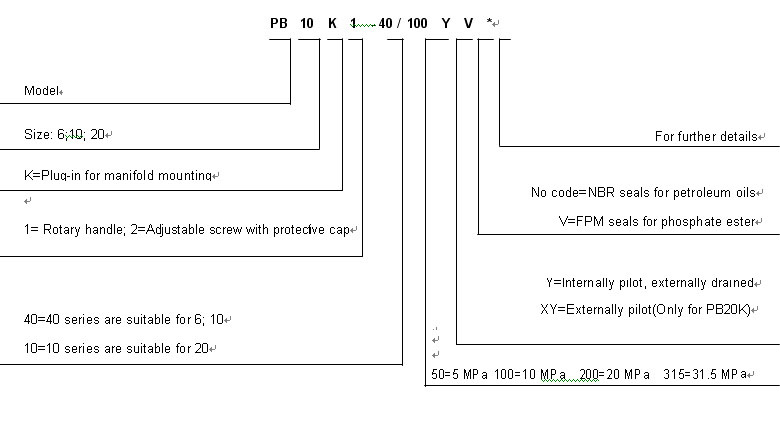 PB 10 K 1 - 40 / 100 Y V *
Model
Size: 6;10; 20
K=Plug-in for manifold mounting
1= Rotary handle; 2=Adjustable screw with protective cap
40=40 series are suitable for 6; 10
10=10 series are suitable for 20
For further details
No code=NBR seals for petroleum oils
V=FPM seals for phosphate ester
Y=Internally pilot, externally drained
XY=Externally pilot(Only for PB20K)
50=5 MPa 100=10 MPa 200=20 MPa 315=31.5 MPa